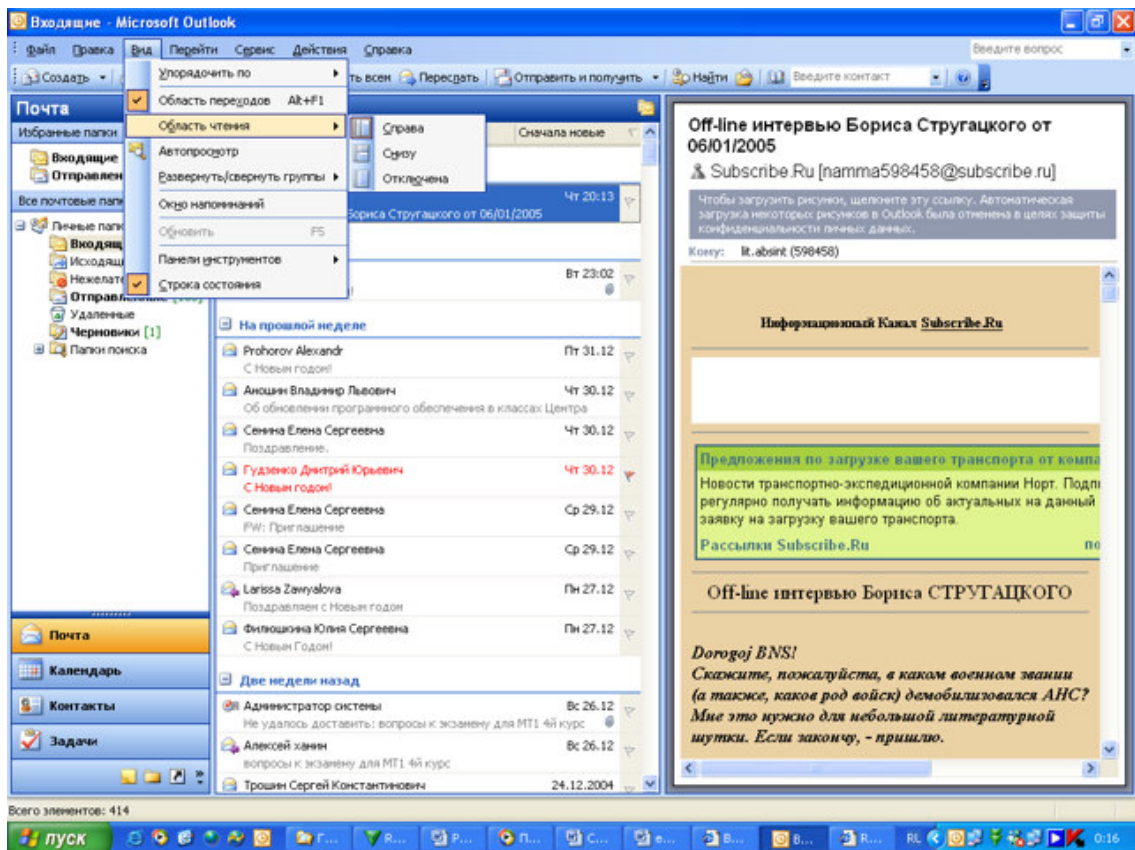 Входящие - Microsoft Outlook
Файл Правка Вид Перейти Сервис Действия Справка Введите вопрос
Создать Переслать Отправить и получить Найти Введите контакт
Упорядочить по
Область переходов Alt+F1
Область чтения
Автопросмотр
Развернуть/свернуть группы
Окно напоминаний
Обновить F5
Панели инструментов
Строка состояния
Справа
Снизу
Отключена
Почта
Избранные папки
Входящие
Отправлен
Все почтовые папк
Личные папк
Входящ
Исходящ
Нежелате
Отправленные
Удаленные
Черновики [1]
Папки поиска
Почта
Календарь
Контакты
Задачи
Сначала новые
Чт 20:13
Бориса Стругацкого от 06/01/2005
Вт 23:02
На прошлой неделе
Prohorov Alexandr Пт 31.12
С Новым годом!
Аношин Владимир Львович Чт 30.12
Об обновлении программного обеспечения в классах Центра
Сенина Елена Сергеевна Чт 30.12
Поздравление.
Гудзенко Дмитрий Юрьевич Чт 30.12
С Новым годом!
Сенина Елена Сергеевна Ср 29.12
FW: Приглашение
Сенина Елена Сергеевна Ср 29.12
Приглашение
Larissa Zawyalova Пн 27.12
Поздравляем с Новым годом
Филюшкина Юлия Сергеевна Пн 27.12
С Новым Годом!
Две недели назад
Администратор системы Вс 26.12
Не удалось доставить: вопросы к экзамену для МТ1 4й курс
Алексей ханин Вс 26.12
вопросы к экзамену для МТ1 4й курс
Трошин Сергей Константинович 24.12.2004
Off-line интервью Бориса Стругацкого от
06/01/2005
Subscribe.Ru [namma598458@subscribe.ru]
Чтобы загрузить рисунки, щелкните эту ссылку. Автоматическая
загрузка некоторых рисунков в Outlook была отменена в целях защиты
конфиденциальности личных данных.
Кому: lit.absint (598458)
Информационный Канал Subscribe.Ru
Предложения по загрузке вашего транспорта от компа
Новости транспортно-экспедиционной компании Норт. Подпи
регулярно получать информацию об актуальных на данный
заявку на загрузку вашего транспорта.
Рассылки Subscribe.Ru по
Off-line интервью Бориса СТРУГАЦКОГО
Dorogoj BNS!
Скажите, пожалуйста, в каком военном звании
(а также, каков род войск) демобилизовался АНС?
Мне это нужно для небольшой литературной
шутки. Если закончу, - пришлю.
Всего элементов: 414
пуск Г... R... P... П... С... е... В... В... R... RL 0:16